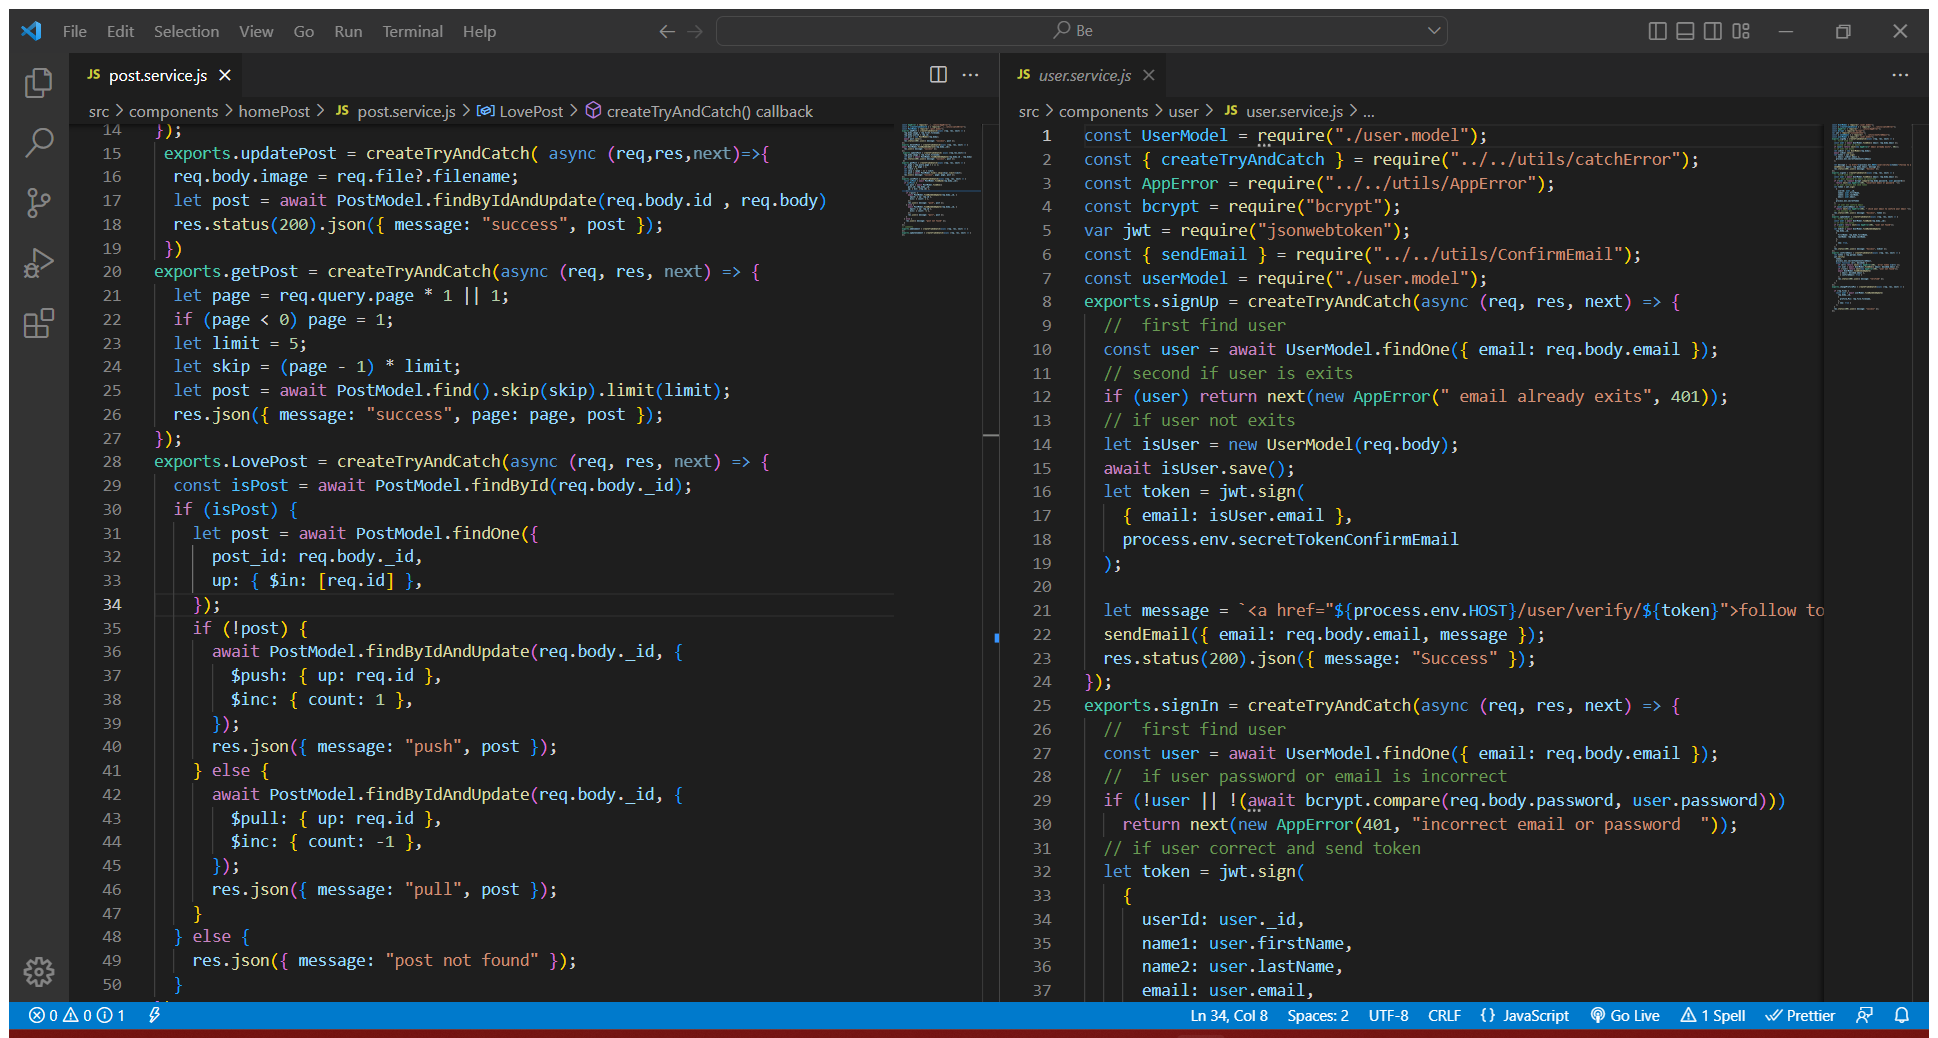 File Edit Selection View Go Run Terminal Help
Be
JS post.service.js
src > components > homePost > JS post.service.js > LovePost > createTryAndCatch() callback
14 });
15 exports.updatePost = createTryAndCatch( async (req,res,next)=>{
16 req.body.image = req.file?.filename;
17 let post = await PostModel.findByIdAndUpdate(req.body.id , req.body)
18 res.status(200).json({ message: "success", post });
19 })
20 exports.getPost = createTryAndCatch(async (req, res, next) => {
21 let page = req.query.page * 1 || 1;
22 if (page < 0) page = 1;
23 let limit = 5;
24 let skip = (page - 1) * limit;
25 let post = await PostModel.find().skip(skip).limit(limit);
26 res.json({ message: "success", page: page, post });
27 });
28 exports.LovePost = createTryAndCatch(async (req, res, next) => {
29 const isPost = await PostModel.findById(req.body._id);
30 if (isPost) {
31 let post = await PostModel.findOne({
32 post_id: req.body._id,
33 up: { $in: [req.id] },
34 });
35 if (!post) {
36 await PostModel.findByIdAndUpdate(req.body._id, {
37 $push: { up: req.id },
38 $inc: { count: 1 },
39 });
40 res.json({ message: "push", post });
41 } else {
42 await PostModel.findByIdAndUpdate(req.body._id, {
43 $pull: { up: req.id },
44 $inc: { count: -1 },
45 });
46 res.json({ message: "pull", post });
47 }
48 } else {
49 res.json({ message: "post not found" });
50 }
JS user.service.js
src > components > user > JS user.service.js > ...
1 const UserModel = require("./user.model");
2 const { createTryAndCatch } = require("../../utils/catchError");
3 const AppError = require("../../utils/AppError");
4 const bcrypt = require("bcrypt");
5 var jwt = require("jsonwebtoken");
6 const { sendEmail } = require("../../utils/ConfirmEmail");
7 const userModel = require("./user.model");
8 exports.signUp = createTryAndCatch(async (req, res, next) => {
9 //  first find user
10 const user = await UserModel.findOne({ email: req.body.email });
11 // second if user is exits
12 if (user) return next(new AppError(" email already exits", 401));
13 // if user not exits
14 let isUser = new UserModel(req.body);
15 await isUser.save();
16 let token = jwt.sign(
17 { email: isUser.email },
18 process.env.secretTokenConfirmEmail
19 );
20
21 let message = `<a href="${process.env.HOST}/user/verify/${token}">follow to
22 sendEmail({ email: req.body.email, message });
23 res.status(200).json({ message: "Success" });
24 });
25 exports.signIn = createTryAndCatch(async (req, res, next) => {
26 //  first find user
27 const user = await UserModel.findOne({ email: req.body.email });
28 //  if user password or email is incorrect
29 if (!user || !(await bcrypt.compare(req.body.password, user.password)))
30 return next(new AppError(401, "incorrect email or password  "));
31 // if user correct and send token
32 let token = jwt.sign(
33 {
34 userId: user._id,
35 name1: user.firstName,
36 name2: user.lastName,
37 email: user.email,
0 0 1 Ln 34, Col 8 Spaces: 2 UTF-8 CRLF {} JavaScript Go Live 1 Spell Prettier